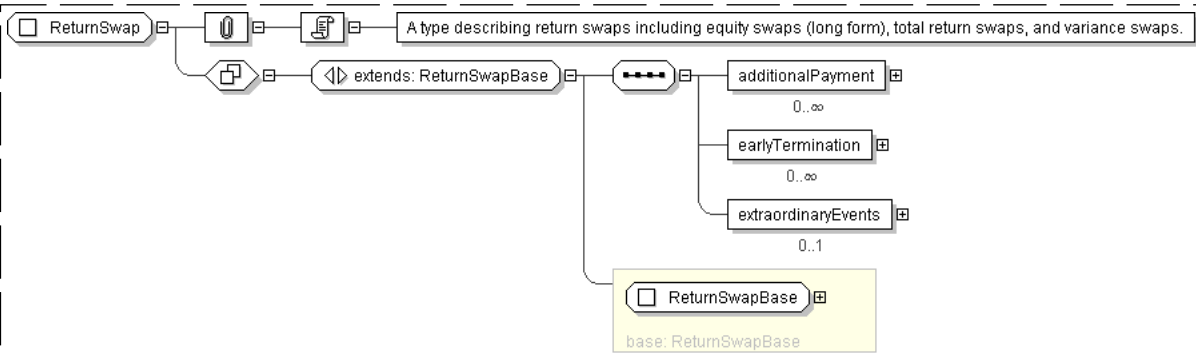 ReturnSwap
A type describing return swaps including equity swaps (long form), total return swaps, and variance swaps.
extends: ReturnSwapBase
additionalPayment
0..∞
earlyTermination
0..∞
extraordinaryEvents
0..1
ReturnSwapBase
base: ReturnSwapBase